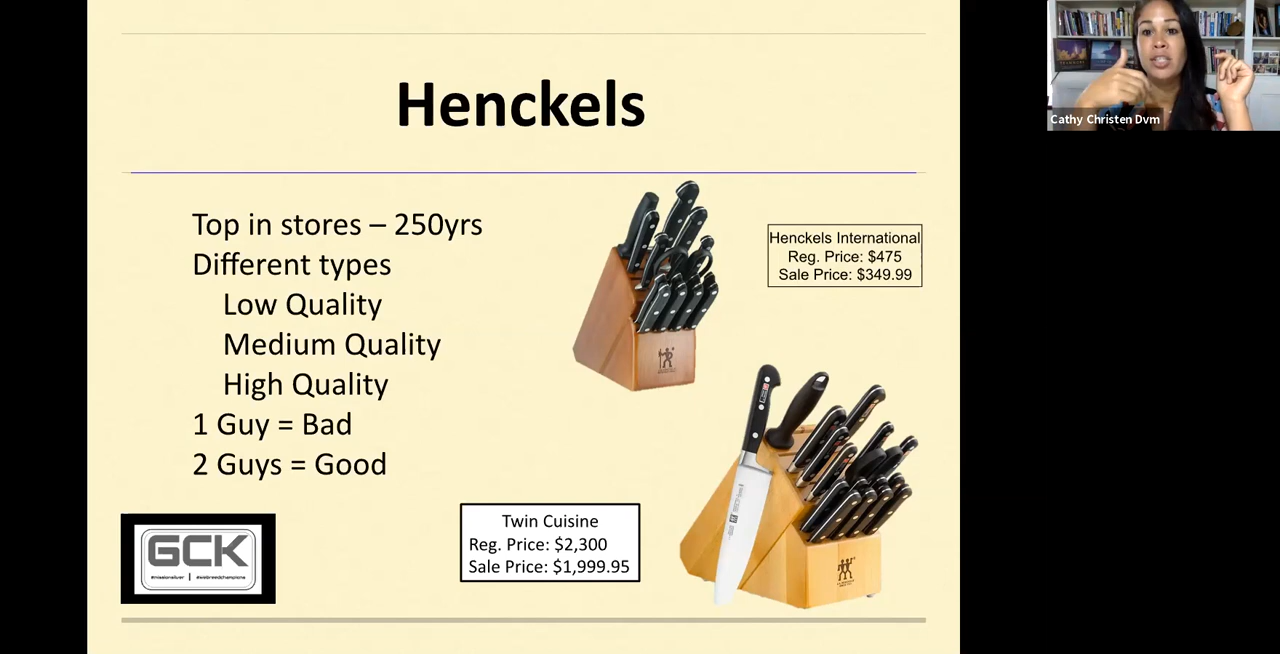 Henckels
Top in stores – 250yrs
Different types
Low Quality
Medium Quality
High Quality
1 Guy = Bad
2 Guys = Good
Henckels International
Reg. Price: $475
Sale Price: $349.99
Twin Cuisine
Reg. Price: $2,300
Sale Price: $1,999.95
GCK
#missionsilver | #webreedchampions
Cathy Christen Dvm